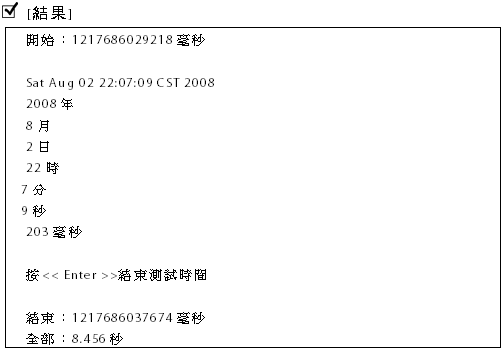 [結果]
開始：1217686029218 毫秒
Sat Aug 02 22:07:09 CST 2008
2008 年
8 月
2 日
22 時
7 分
9 秒
203 毫秒
按 << Enter >>結束測試時間
結束：1217686037674 毫秒
全部：8.456 秒